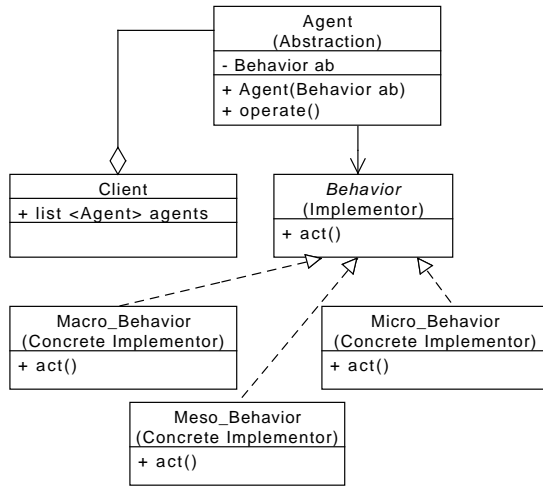 Agent
(Abstraction)
- Behavior ab
+ Agent(Behavior ab)
+ operate()
Client
+ list <Agent> agents
Behavior
(Implementor)
+ act()
Macro_Behavior
(Concrete Implementor)
+ act()
Micro_Behavior
(Concrete Implementor)
+ act()
Meso_Behavior
(Concrete Implementor)
+ act()